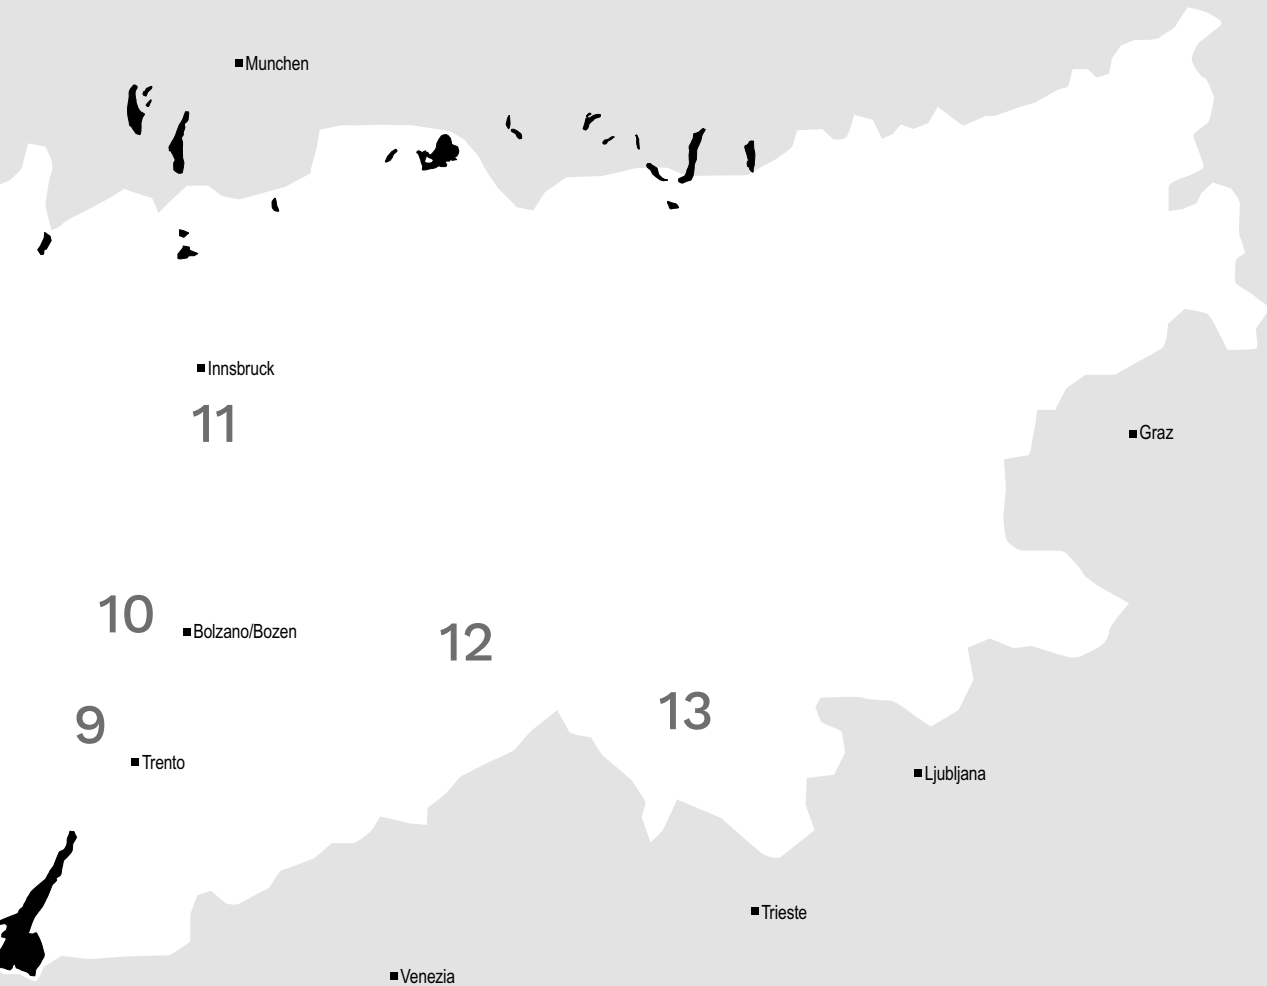 Munchen
Innsbruck
11
Graz
10
Bolzano/Bozen
12
13
9
Trento
Ljubljana
Trieste
Venezia